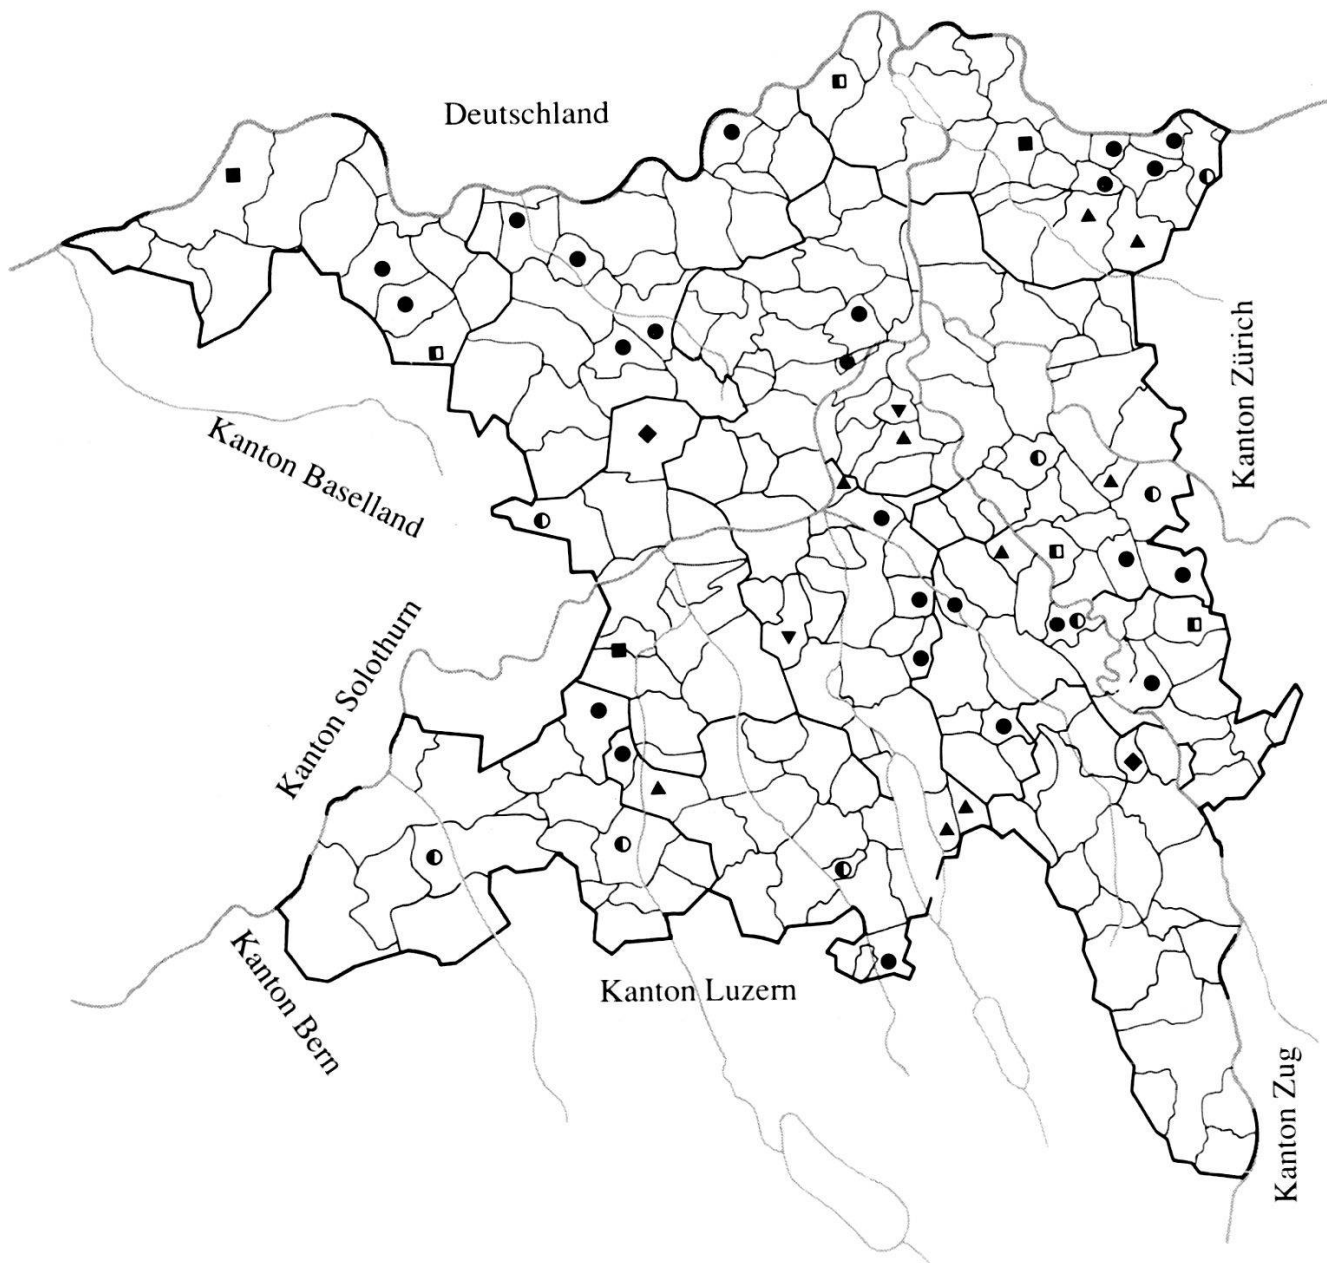 Deutschland
Kanton Baselland
Kanton Zürich
Kanton Solothurn
Kanton Bern
Kanton Luzern
Kanton Zug